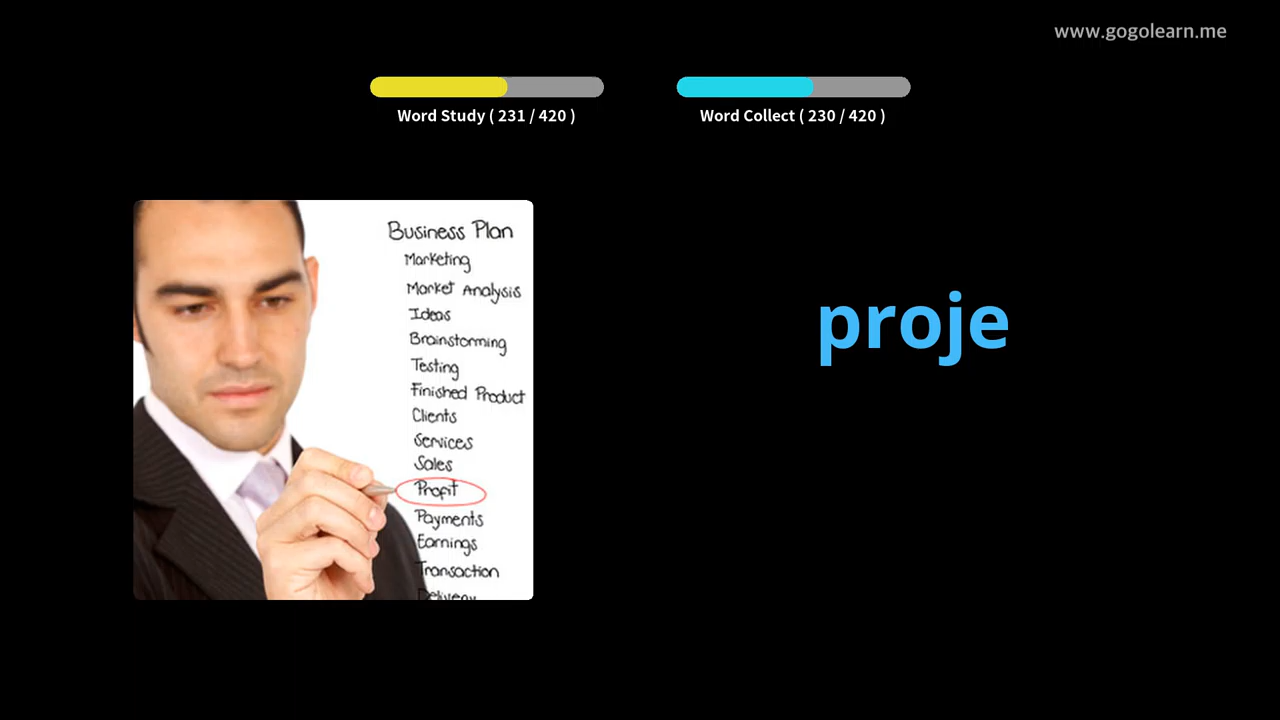 www.gogolearn.me
Word Study ( 231 / 420 )
Word Collect ( 230 / 420 )
Business Plan
Marketing
Market Analysis
Ideas
Brainstorming
Testing
Finished Product
Clients
Services
Sales
Profit
Payments
Earnings
Transaction
Delivery
proje